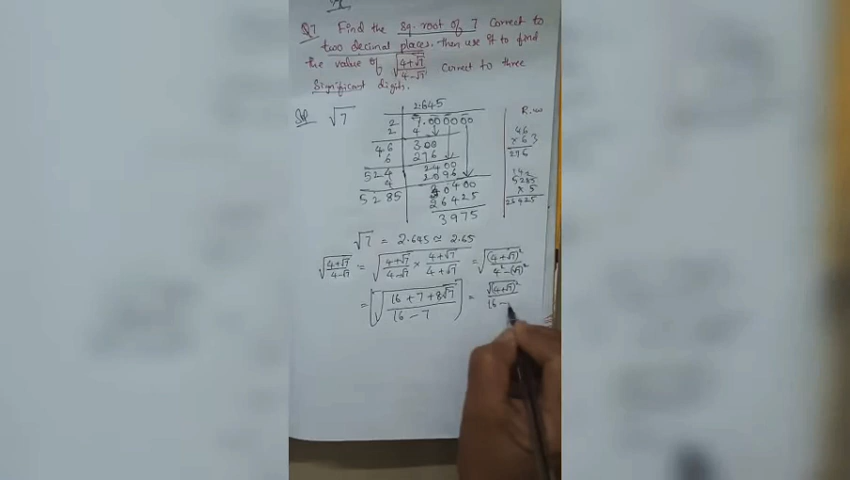 Q7 Find the sq. root of 7 correct to
two decimal places. then use it to find
the value of √(4+√7 / 4-√7) correct to three
significant digits.
Sol √7
2.645
2 | 7.000000
2 | 4
46 | 300
6 | 276
524 | 2400
4 | 2096
5285 | 30400
26425
3975
R.W
46
× 6
276
5285
× 5
26425
√7 = 2.645 ≃ 2.65
√(4+√7 / 4-√7) = √(4+√7 / 4-√7 × 4+√7 / 4+√7) = √((4+√7)² / 4² - (√7)²)
= [√(16 + 7 + 8√7 / 16 - 7)] = √(4+√7)² / 16 -